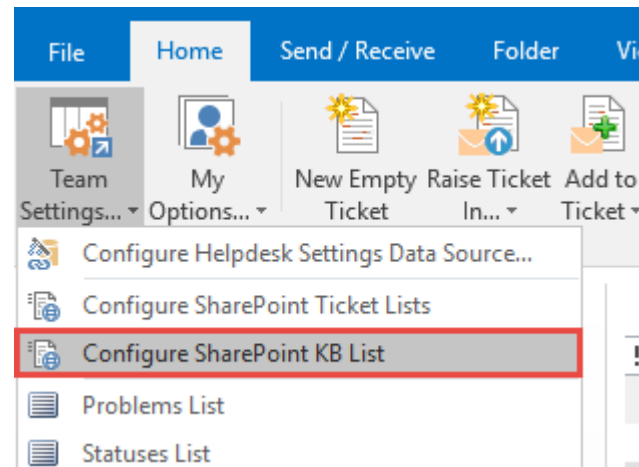 File Home Send / Receive Folder
Team My New Empty Raise Ticket Add to
Settings... Options... Ticket In... Ticket
Configure Helpdesk Settings Data Source...
Configure SharePoint Ticket Lists
Configure SharePoint KB List
Problems List
Statuses List